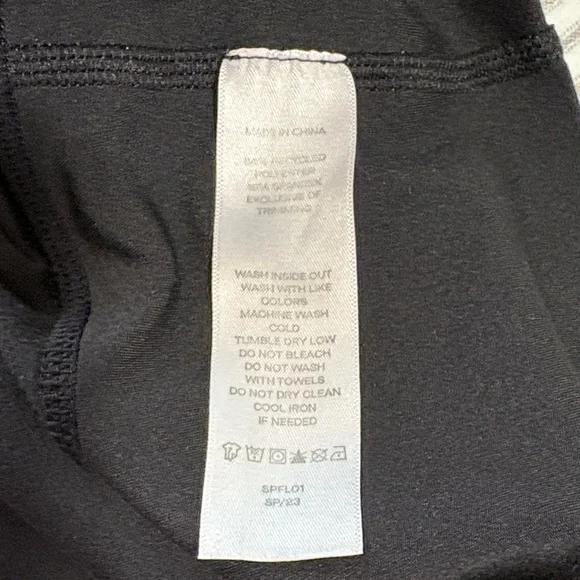 MADE IN CHINA
84% RECYCLED
POLYESTER
16% SPANDEX
EXCLUSIVE OF
TRIMMING
WASH INSIDE OUT
WASH WITH LIKE
COLORS
MACHINE WASH
COLD
TUMBLE DRY LOW
DO NOT BLEACH
DO NOT WASH
WITH TOWELS
DO NOT DRY CLEAN
COOL IRON
IF NEEDED
SPFL01
SP/23